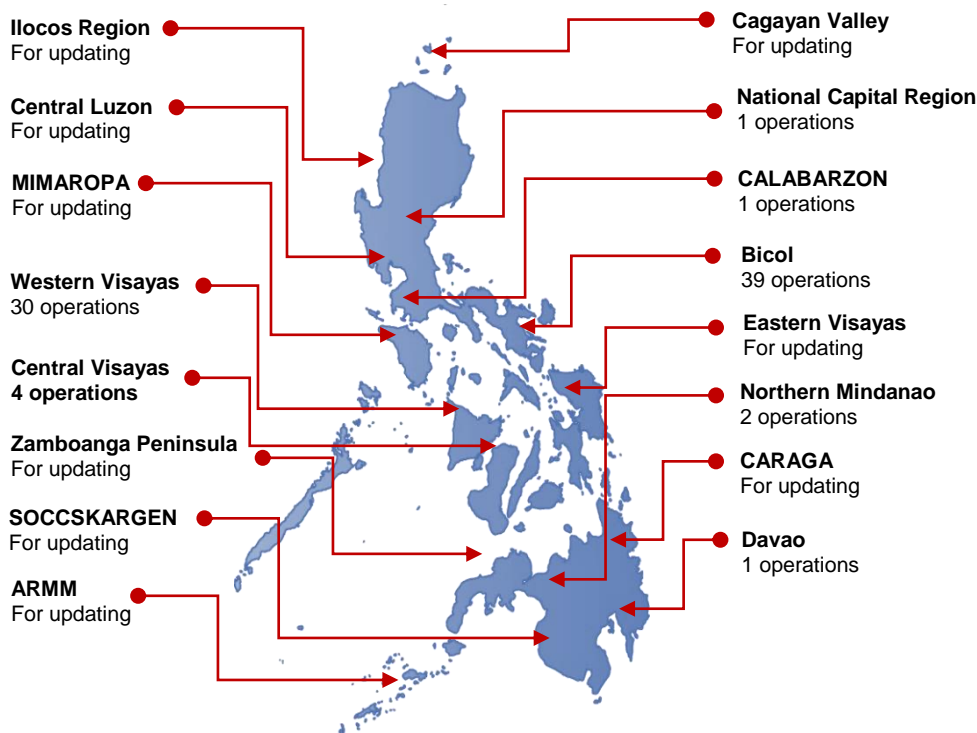 Ilocos Region
For updating
Central Luzon
For updating
MIMAROPA
For updating
Western Visayas
30 operations
Central Visayas
4 operations
Zamboanga Peninsula
For updating
SOCCSKARGEN
For updating
ARMM
For updating
Cagayan Valley
For updating
National Capital Region
1 operations
CALABARZON
1 operations
Bicol
39 operations
Eastern Visayas
For updating
Northern Mindanao
2 operations
CARAGA
For updating
Davao
1 operations